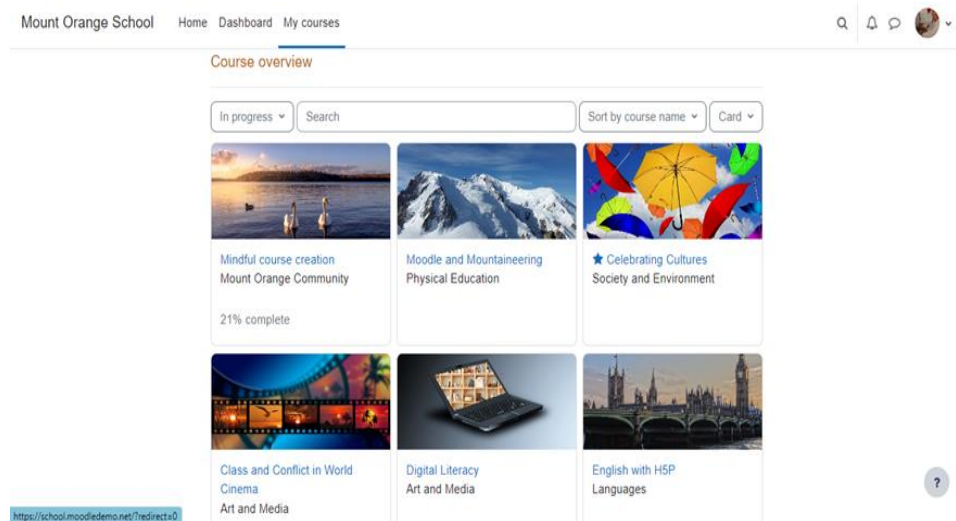 Mount Orange School Home Dashboard My courses
Course overview
In progress Search Sort by course name Card
Mindful course creation
Mount Orange Community
21% complete
Moodle and Mountaineering
Physical Education
Celebrating Cultures
Society and Environment
Class and Conflict in World
Cinema
Art and Media
Digital Literacy
Art and Media
English with H5P
Languages
?
https://school.moodledemo.net/?redirect=0